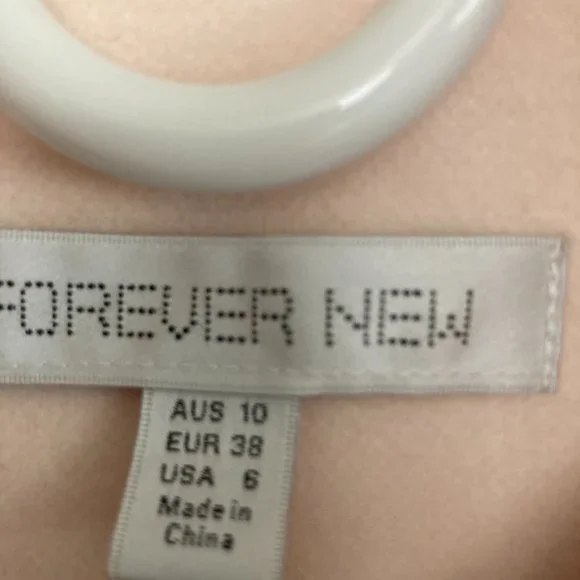 FOREVER NEW
AUS 10
EUR 38
USA 6
Made in
China